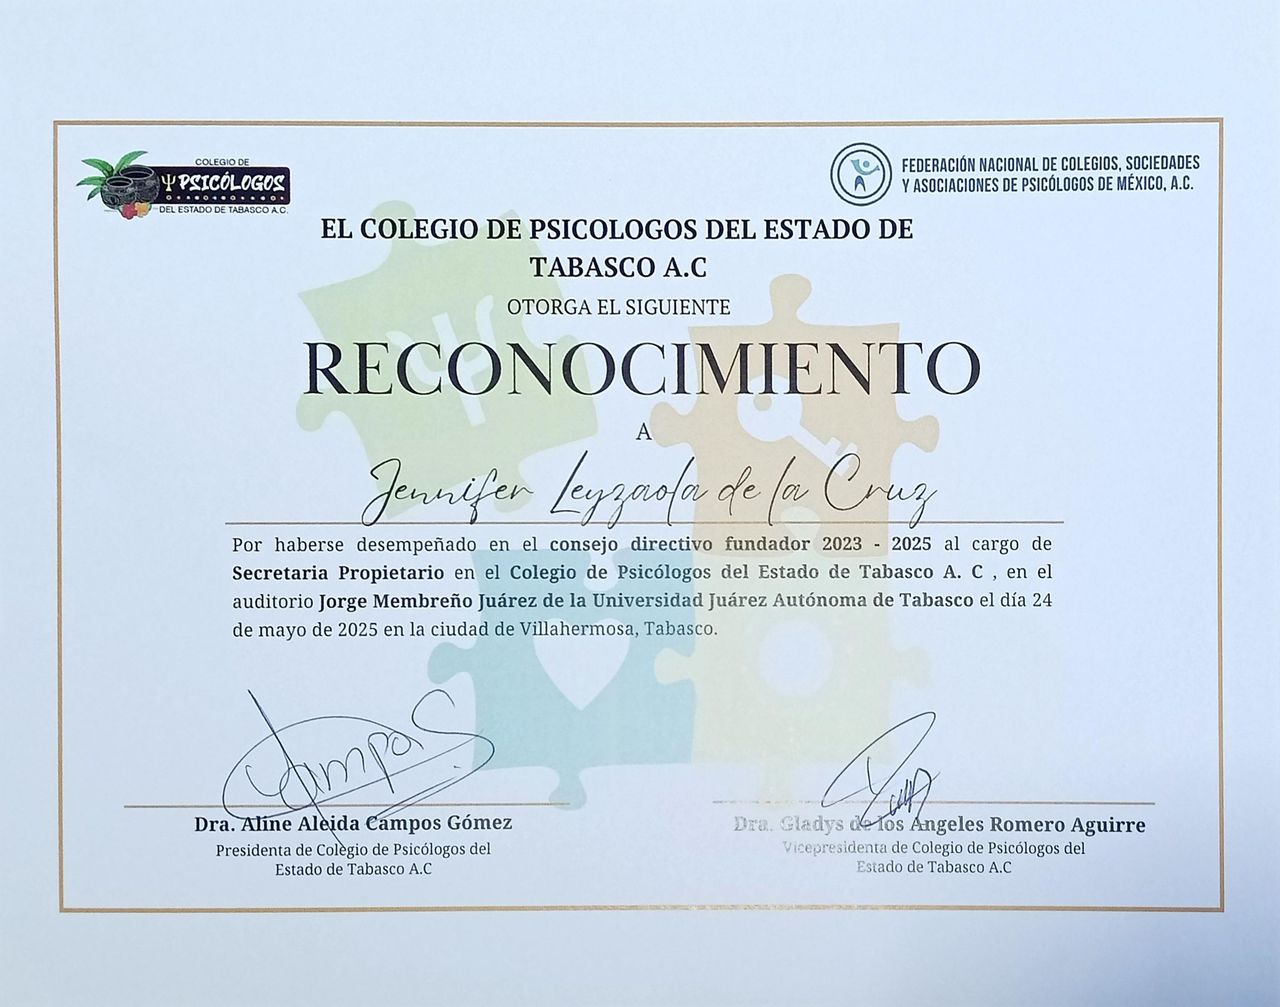 COLEGIO DE
PSICÓLOGOS
DEL ESTADO DE TABASCO A.C.
FEDERACIÓN NACIONAL DE COLEGIOS, SOCIEDADES
Y ASOCIACIONES DE PSICÓLOGOS DE MÉXICO, A.C.
EL COLEGIO DE PSICOLOGOS DEL ESTADO DE
TABASCO A.C
OTORGA EL SIGUIENTE
RECONOCIMIENTO
A
Jennifer Leyzaola de la Cruz
Por haberse desempeñado en el consejo directivo fundador 2023 - 2025 al cargo de
Secretaria Propietario en el Colegio de Psicólogos del Estado de Tabasco A. C , en el
auditorio Jorge Membreño Juárez de la Universidad Juárez Autónoma de Tabasco el día 24
de mayo de 2025 en la ciudad de Villahermosa, Tabasco.
Campos
Dra. Aline Aleida Campos Gómez
Presidenta de Colegio de Psicólogos del
Estado de Tabasco A.C
Dra. Gladys de los Angeles Romero Aguirre
Vicepresidenta de Colegio de Psicólogos del
Estado de Tabasco A.C